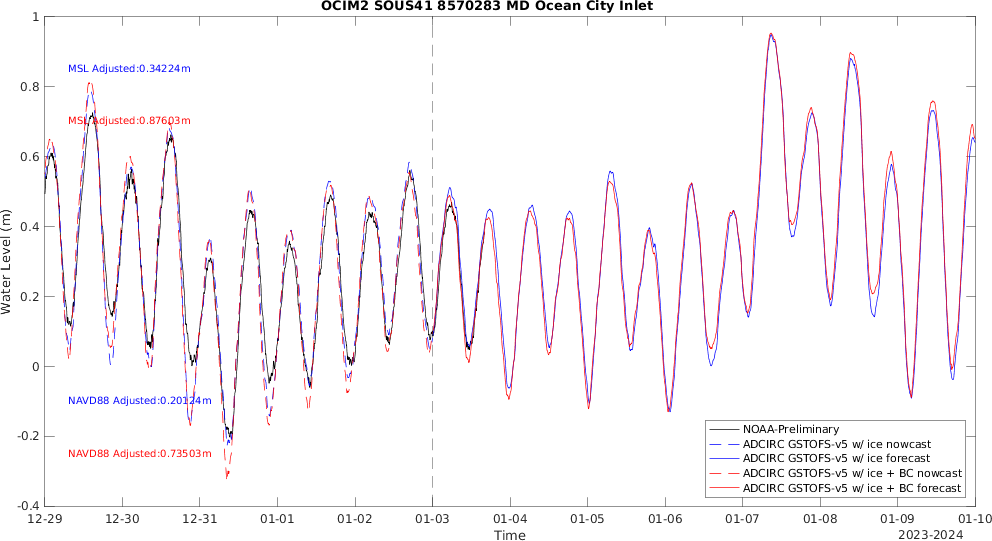 OCIM2 SOUS41 8570283 MD Ocean City Inlet
1
0.8
0.6
0.4
0.2
0
-0.2
-0.4
Water Level (m)
MSL Adjusted:0.34224m
MSL Adjusted:0.87603m
NAVD88 Adjusted:0.20124m
NAVD88 Adjusted:0.73503m
NOAA-Preliminary
ADCIRC GSTOFS-v5 w/ ice nowcast
ADCIRC GSTOFS-v5 w/ ice forecast
ADCIRC GSTOFS-v5 w/ ice + BC nowcast
ADCIRC GSTOFS-v5 w/ ice + BC forecast
12-29 12-30 12-31 01-01 01-02 01-03 01-04 01-05 01-06 01-07 01-08 01-09 01-10
Time
2023-2024